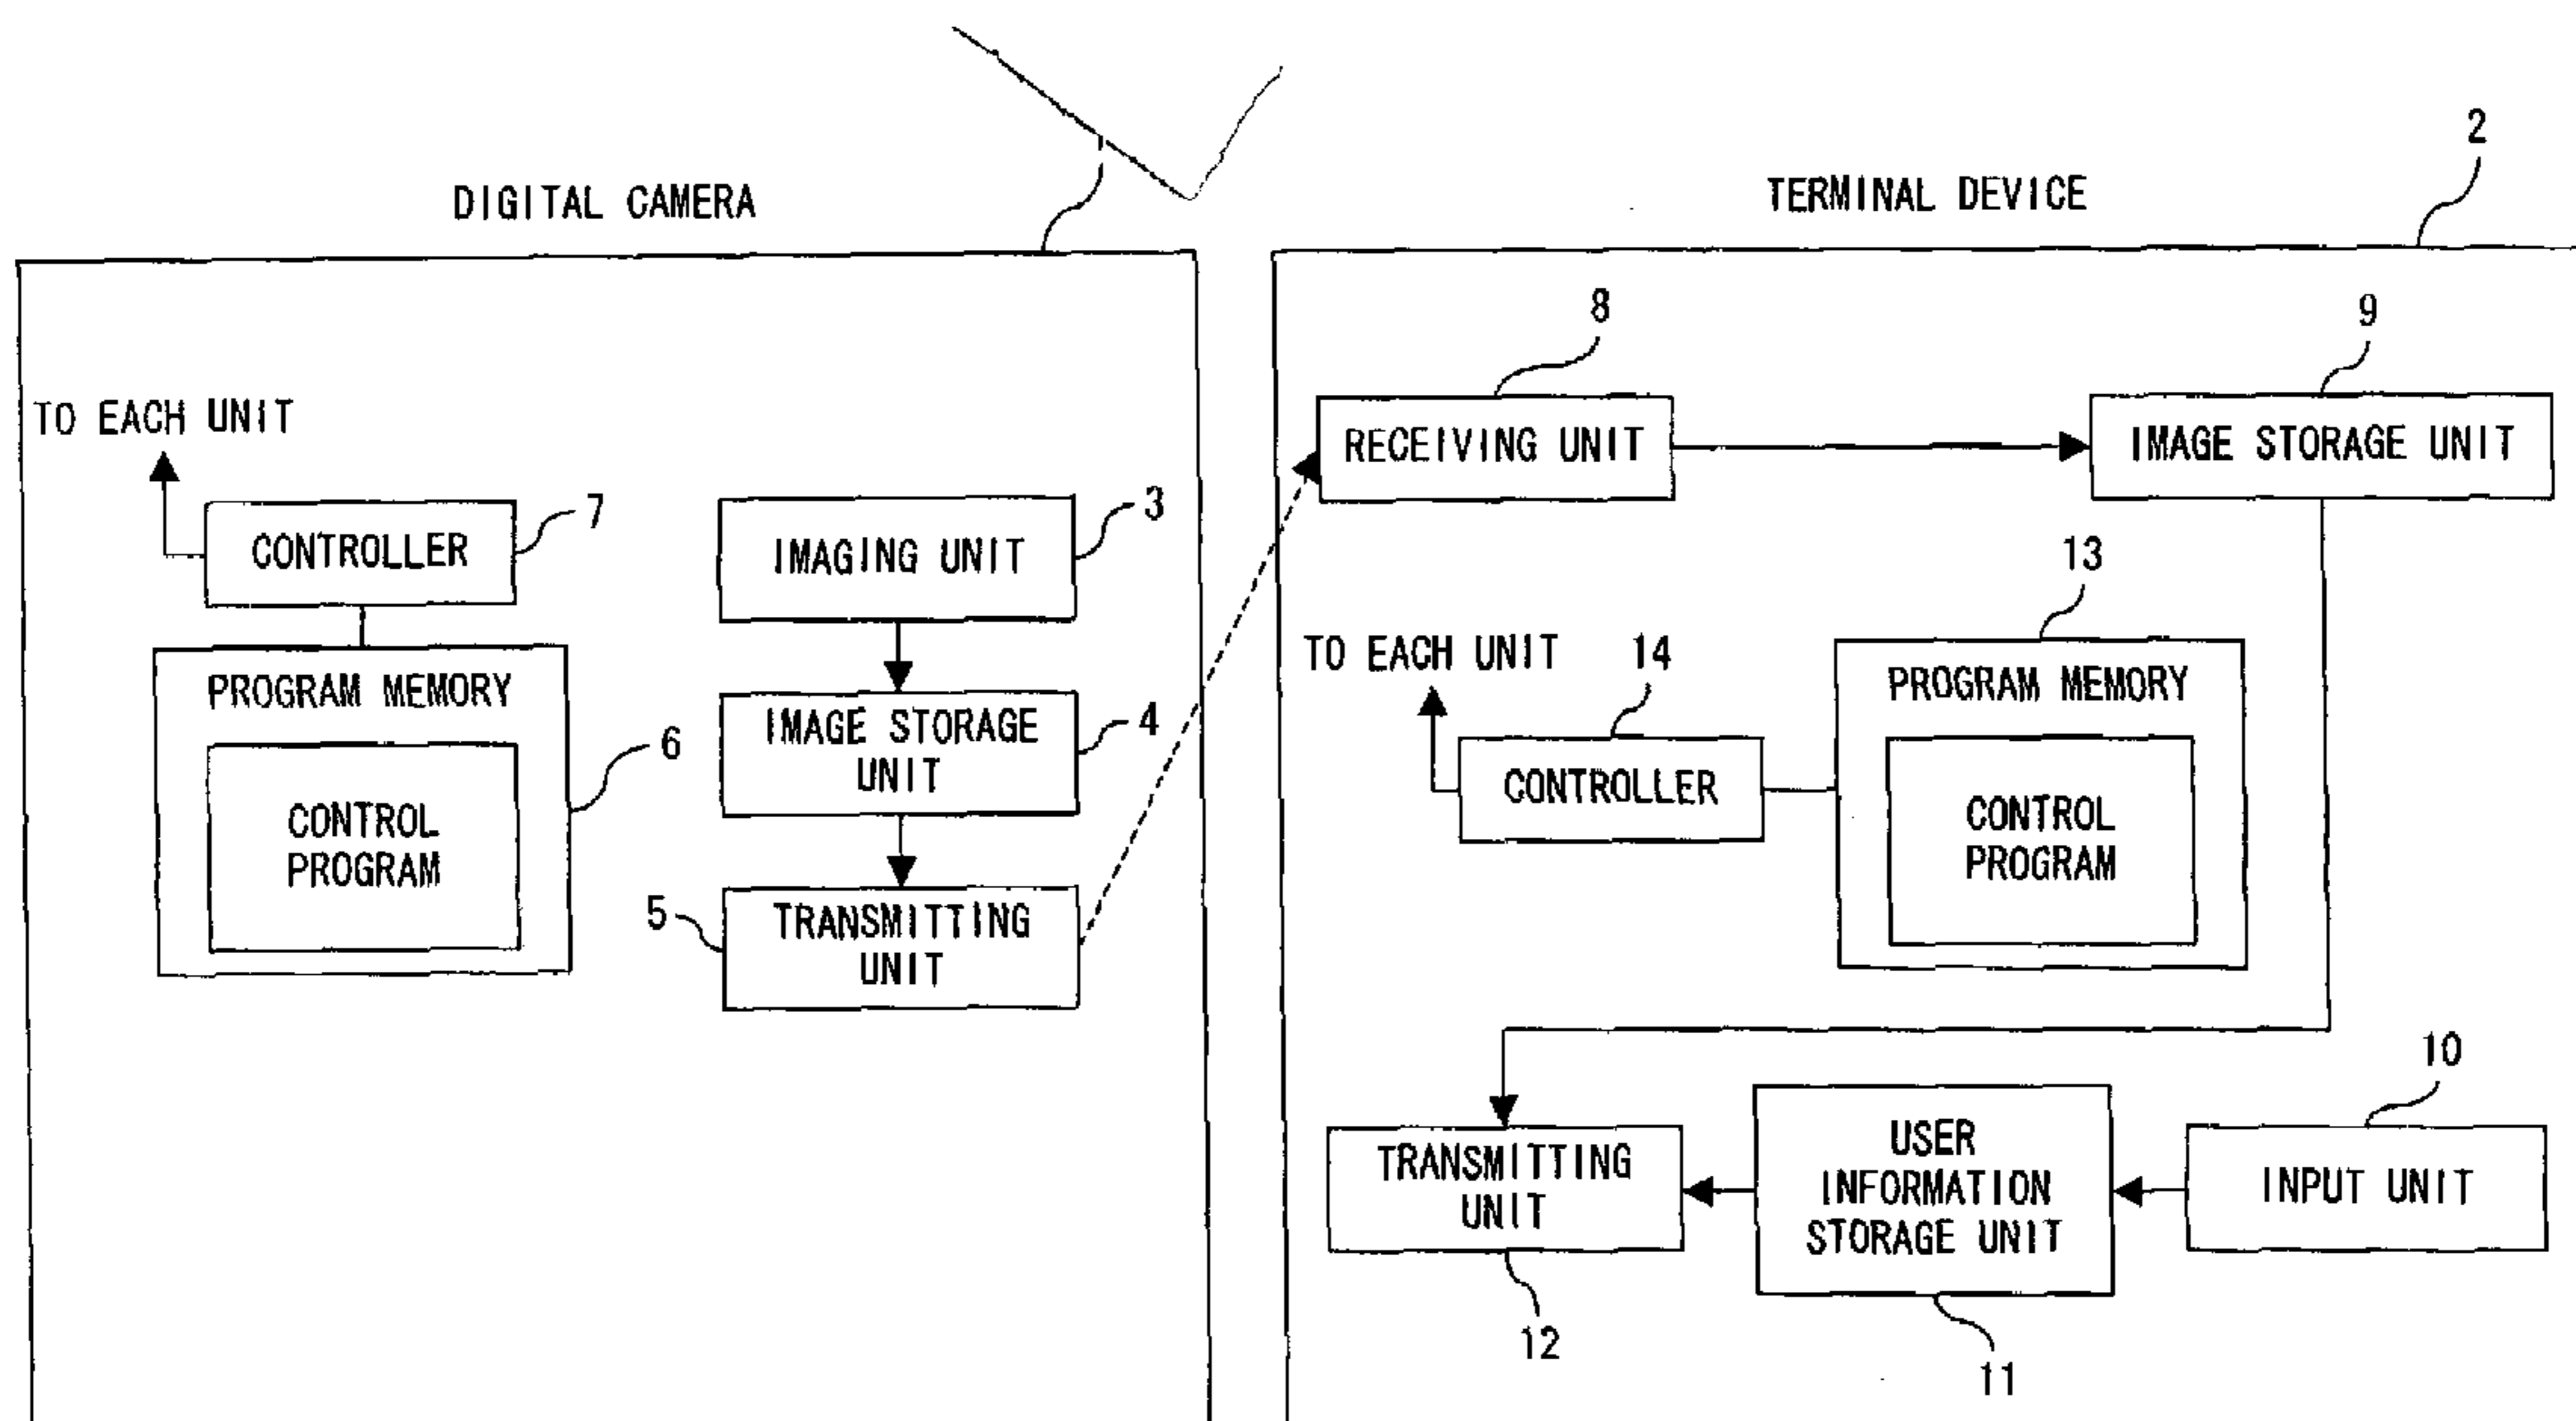 DIGITAL CAMERA
TO EACH UNIT
CONTROLLER
7
PROGRAM MEMORY
6
CONTROL
PROGRAM
IMAGING UNIT
3
IMAGE STORAGE
UNIT
4
5
TRANSMITTING
UNIT
TERMINAL DEVICE
2
8
RECEIVING UNIT
9
IMAGE STORAGE UNIT
TO EACH UNIT
14
CONTROLLER
13
PROGRAM MEMORY
CONTROL
PROGRAM
TRANSMITTING
UNIT
12
USER
INFORMATION
STORAGE UNIT
11
10
INPUT UNIT